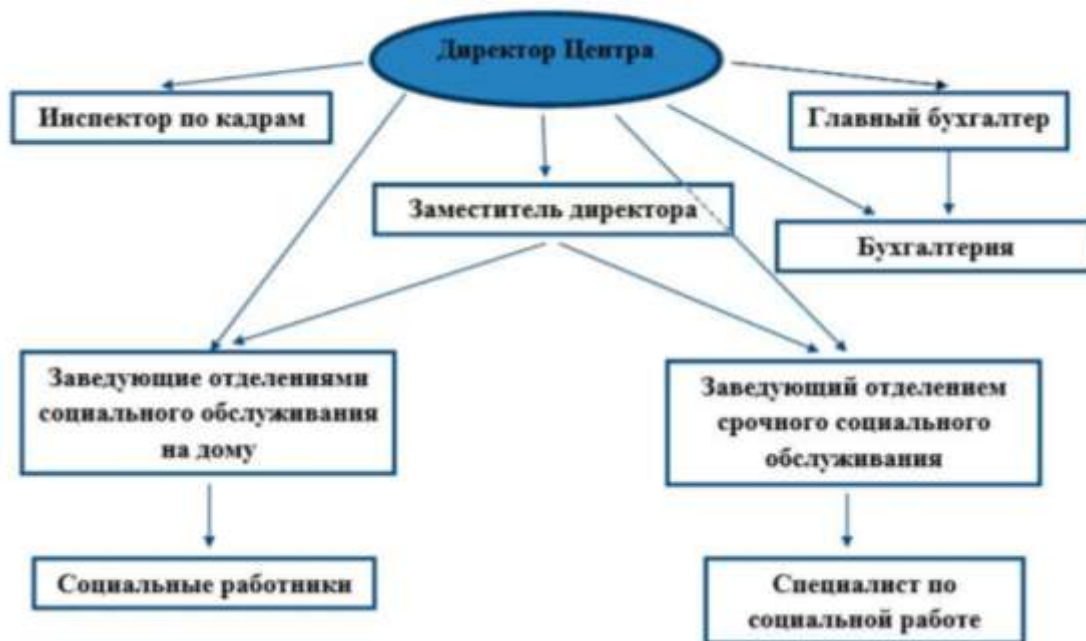 Директор Центра
Инспектор по кадрам
Главный бухгалтер
Заместитель директора
Бухгалтерия
Заведующие отделениями
социального обслуживания
на дому
Заведующий отделением
срочного социального
обслуживания
Социальные работники
Специалист по
социальной работе